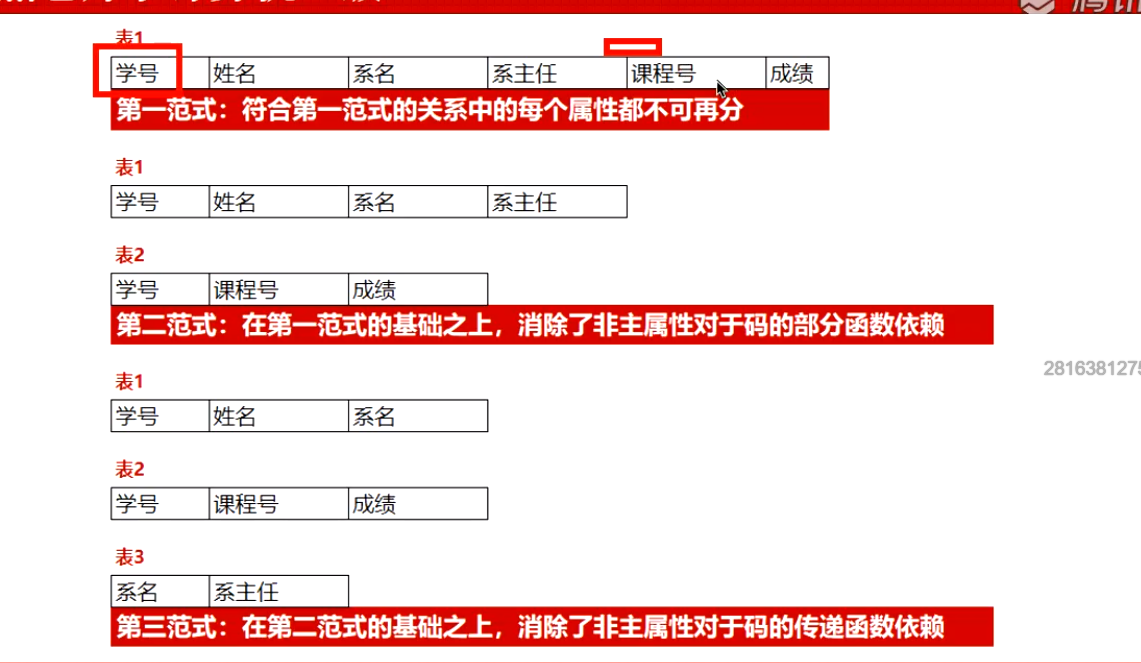 表1
学号 姓名 系名 系主任 课程号 成绩
第一范式：符合第一范式的关系中的每个属性都不可再分
表1
学号 姓名 系名 系主任
表2
学号 课程号 成绩
第二范式：在第一范式的基础之上，消除了非主属性对于码的部分函数依赖
2816381275
表1
学号 姓名 系名
表2
学号 课程号 成绩
表3
系名 系主任
第三范式：在第二范式的基础之上，消除了非主属性对于码的传递函数依赖